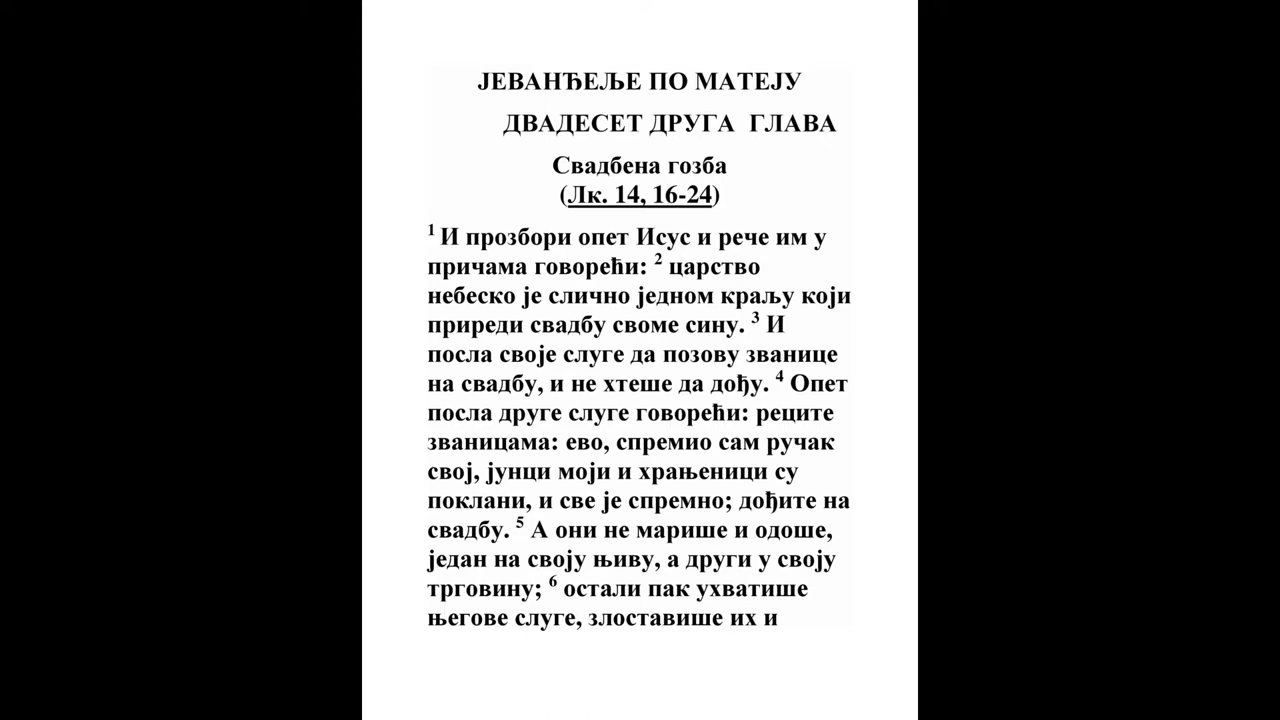 ЈЕВАНЂЕЉЕ ПО МАТЕЈУ
ДВАДЕСЕТ ДРУГА ГЛАВА
Свадбена гозба
(Лк. 14, 16-24)
1 И прозбори опет Исус и рече им у
причама говорећи: 2 царство
небеско је слично једном краљу који
приреди свадбу своме сину. 3 И
посла своје слуге да позову званице
на свадбу, и не хтеше да дођу. 4 Опет
посла друге слуге говорећи: реците
званицама: ево, спремио сам ручак
свој, јунци моји и храњеници су
поклани, и све је спремно; дођите на
свадбу. 5 А они не марише и одоше,
један на своју њиву, а други у своју
трговину; 6 остали пак ухватише
његове слуге, злоставише их и